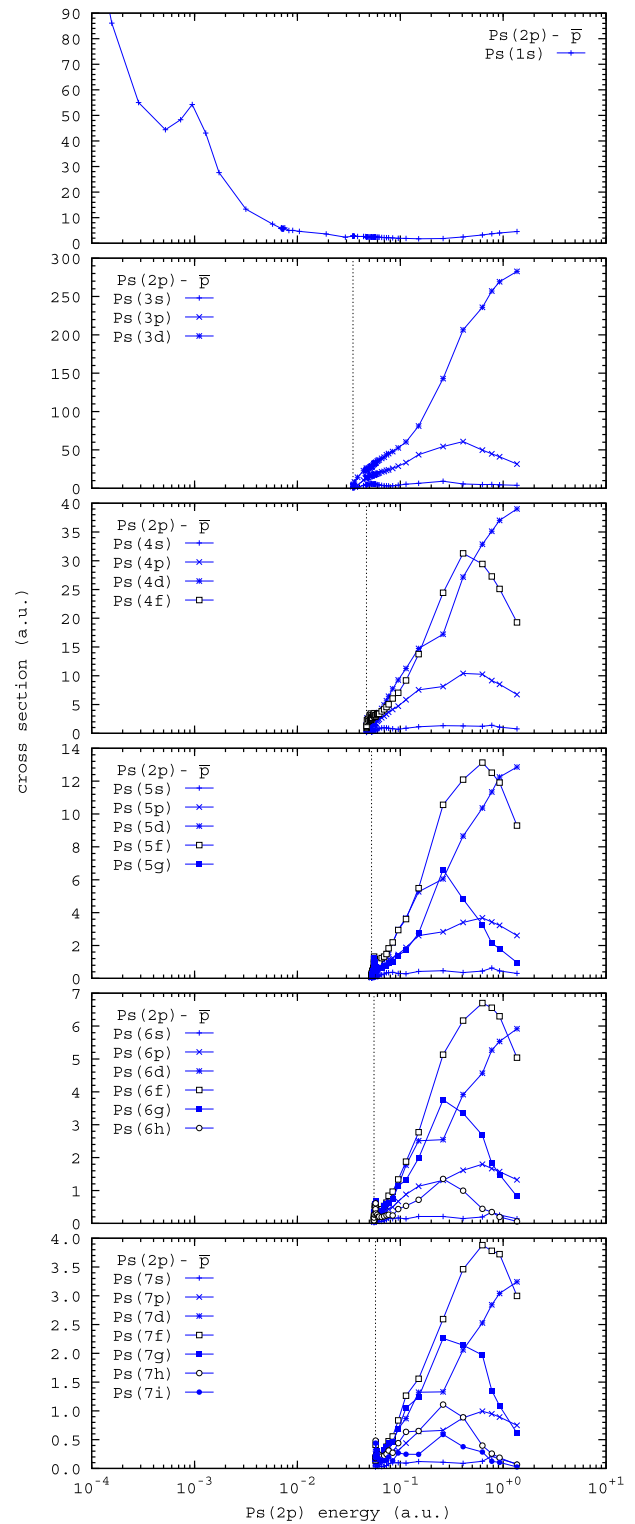 90
80
70
60
50
40
30
20
10
0
Ps(2p) - p̅
Ps(1s)
300
250
200
150
100
50
0
Ps(2p) - p̅
Ps(3s)
Ps(3p)
Ps(3d)
40
35
30
25
20
15
10
5
0
Ps(2p) - p̅
Ps(4s)
Ps(4p)
Ps(4d)
Ps(4f)
cross section (a.u.)
14
12
10
8
6
4
2
0
Ps(2p) - p̅
Ps(5s)
Ps(5p)
Ps(5d)
Ps(5f)
Ps(5g)
7
6
5
4
3
2
1
0
Ps(2p) - p̅
Ps(6s)
Ps(6p)
Ps(6d)
Ps(6f)
Ps(6g)
Ps(6h)
4.0
3.5
3.0
2.5
2.0
1.5
1.0
0.5
0.0
Ps(2p) - p̅
Ps(7s)
Ps(7p)
Ps(7d)
Ps(7f)
Ps(7g)
Ps(7h)
Ps(7i)
10⁻⁴ 10⁻³ 10⁻² 10⁻¹ 10⁰ 10¹
Ps(2p) energy (a.u.)